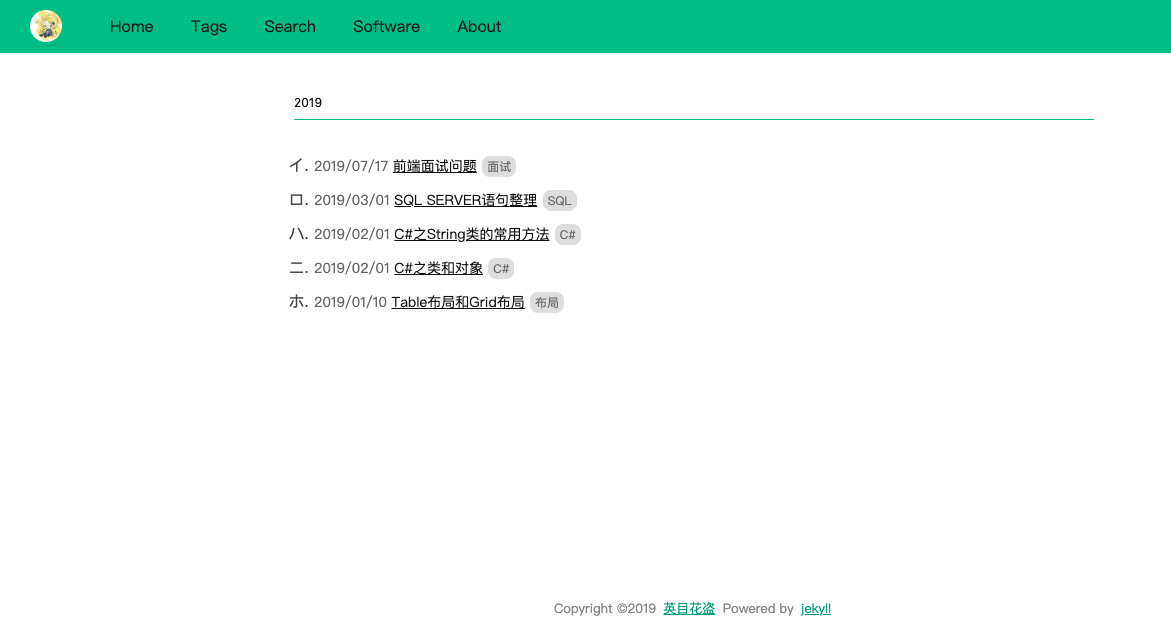 Home Tags Search Software About
2019
イ. 2019/07/17 前端面试问题 面试
ロ. 2019/03/01 SQL SERVER语句整理 SQL
ハ. 2019/02/01 C#之String类的常用方法 C#
ニ. 2019/02/01 C#之类和对象 C#
ホ. 2019/01/10 Table布局和Grid布局 布局
Copyright ©2019 英目花盗 Powered by jekyll